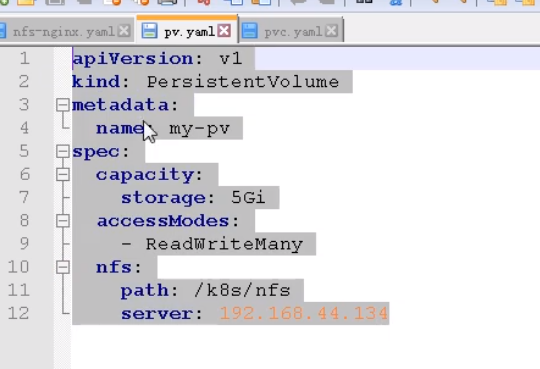 nfs-nginx.yaml pv.yaml pvc.yaml
1 apiVersion: v1
2 kind: PersistentVolume
3 metadata:
4 name: my-pv
5 spec:
6 capacity:
7 storage: 5Gi
8 accessModes:
9 - ReadWriteMany
10 nfs:
11 path: /k8s/nfs
12 server: 192.168.44.134